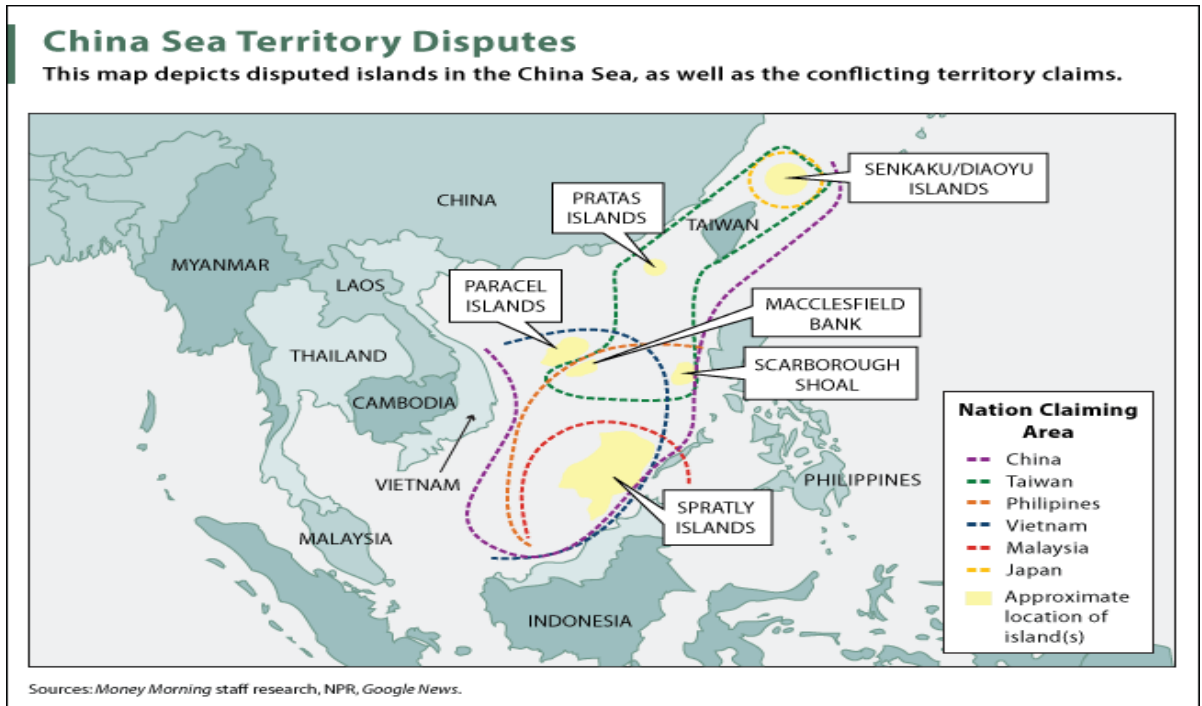 China Sea Territory Disputes
This map depicts disputed islands in the China Sea, as well as the conflicting territory claims.
SENKAKU/DIAOYU
ISLANDS
PRATAS
ISLANDS
CHINA
TAIWAN
MYANMAR
LAOS
PARACEL
ISLANDS
MACCLESFIELD
BANK
THAILAND
SCARBOROUGH
SHOAL
CAMBODIA
VIETNAM
PHILIPPINES
SPRATLY
ISLANDS
MALAYSIA
INDONESIA
Nation Claiming
Area
China
Taiwan
Philipines
Vietnam
Malaysia
Japan
Approximate
location of
island(s)
Sources: Money Morning staff research, NPR, Google News.